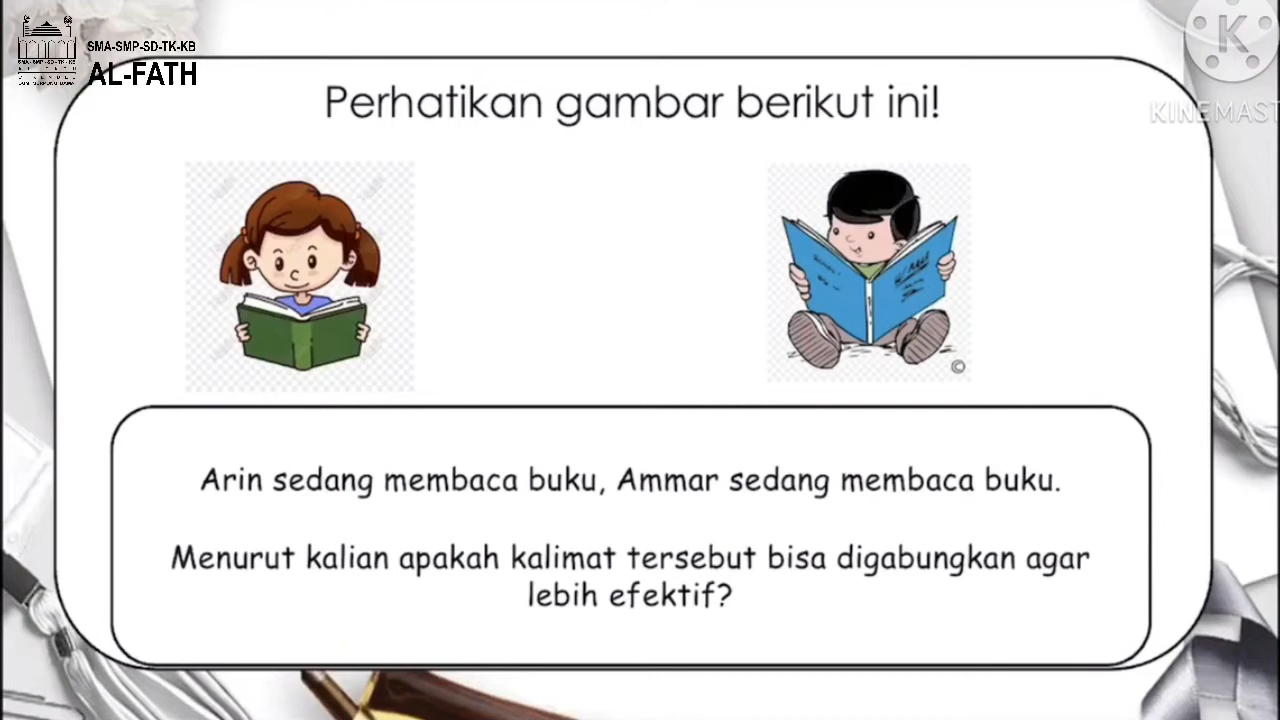 SMA-SMP-SD-TK-KB
AL-FATH
K
KINEMAST
Perhatikan gambar berikut ini!
©
Arin sedang membaca buku, Ammar sedang membaca buku.
Menurut kalian apakah kalimat tersebut bisa digabungkan agar
lebih efektif?